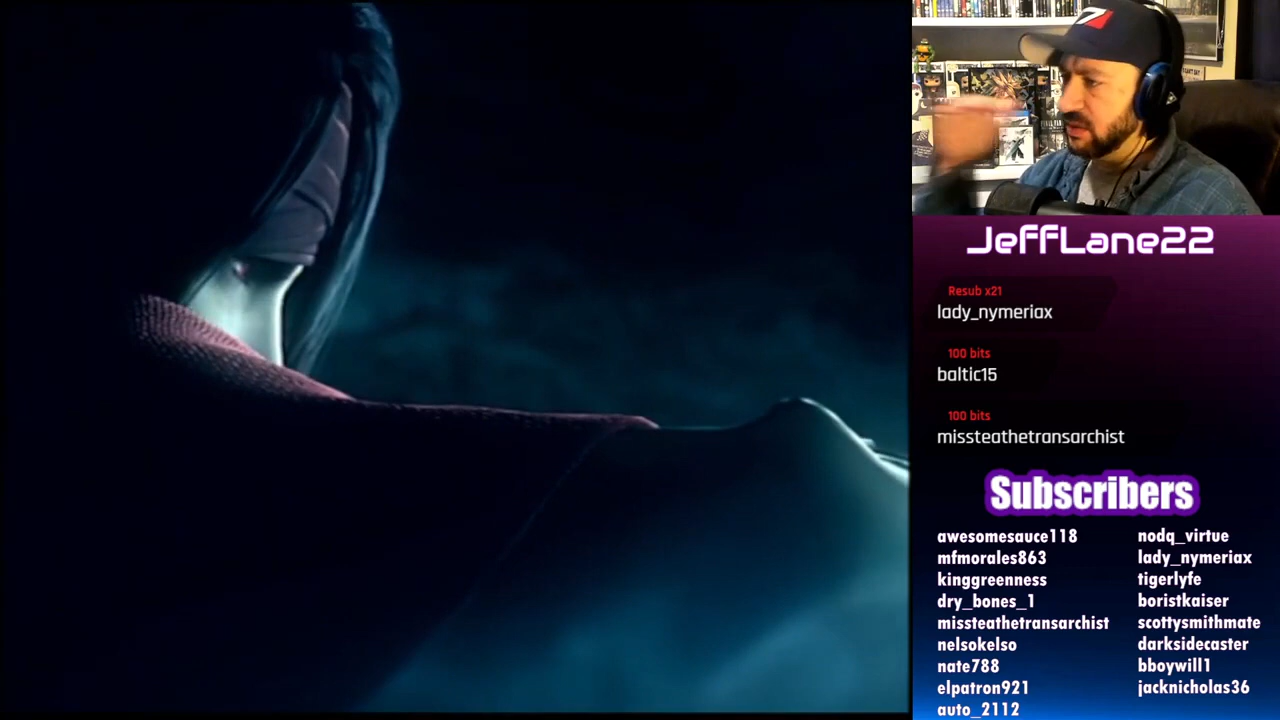 JeffLane22
Resub x21
lady_nymeriax
100 bits
baltic15
100 bits
missteathetransarchist
Subscribers
awesomesauce118
mfmorales863
kinggreenness
dry_bones_1
missteathetransarchist
nelsokelso
nate788
elpatron921
auto_2112
nodq_virtue
lady_nymeriax
tigerlyfe
boristkaiser
scottysmithmate
darksidecaster
bboywill1
jacknicholas36